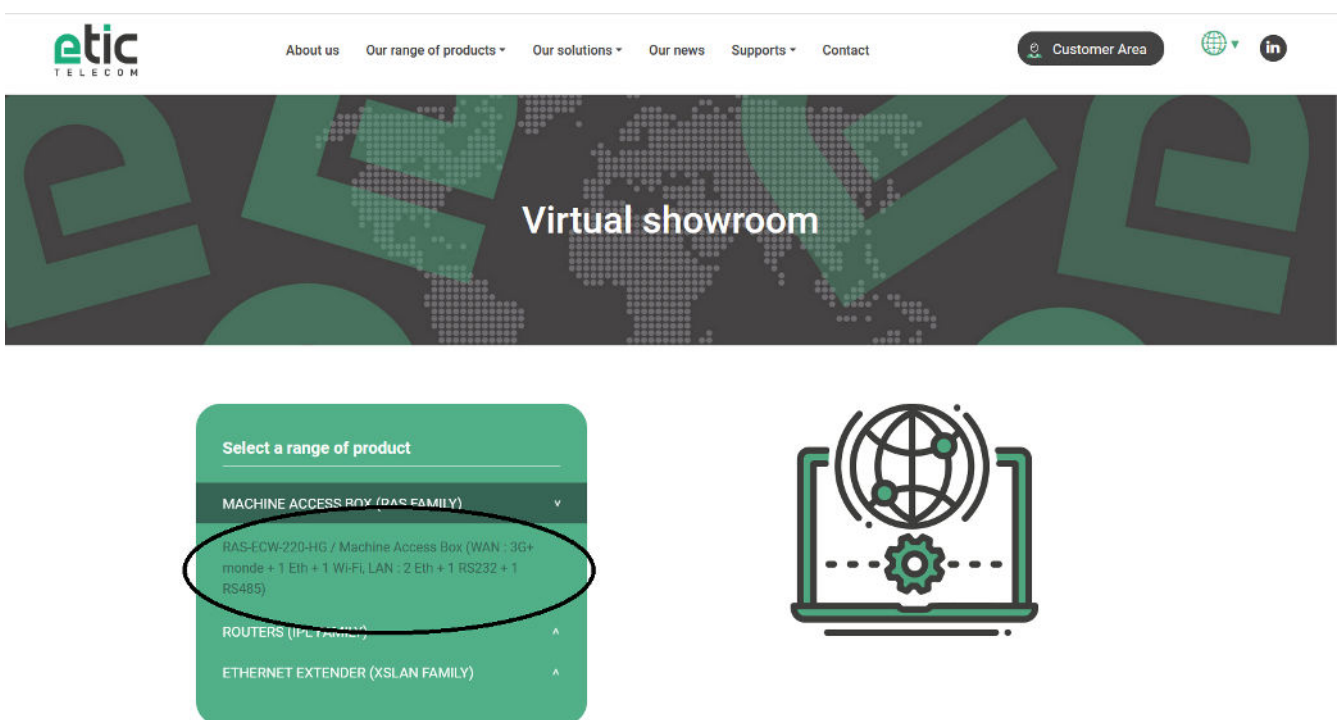 etic
TELECOM
About us
Our range of products
Our solutions
Our news
Supports
Contact
Customer Area
in
Virtual showroom
Select a range of product
MACHINE ACCESS BOX (RAS FAMILY)
RAS-ECW-220-HG / Machine Access Box (WAN : 3G+
monde + 1 Eth + 1 Wi-Fi, LAN : 2 Eth + 1 RS232 + 1
RS485)
ROUTERS (IPL FAMILY)
ETHERNET EXTENDER (XSLAN FAMILY)